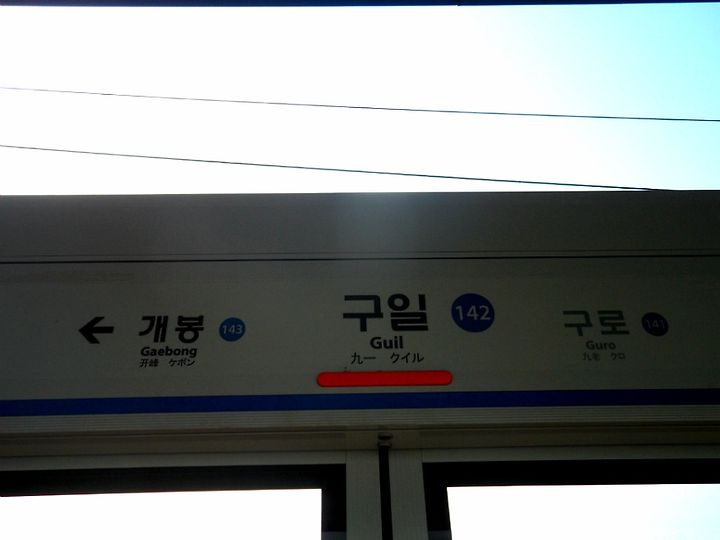 ← 개봉 143
Gaebong
开峰 ケボン
구일 142
Guil
九一 クイル
구로 141
Guro
九老 クロ